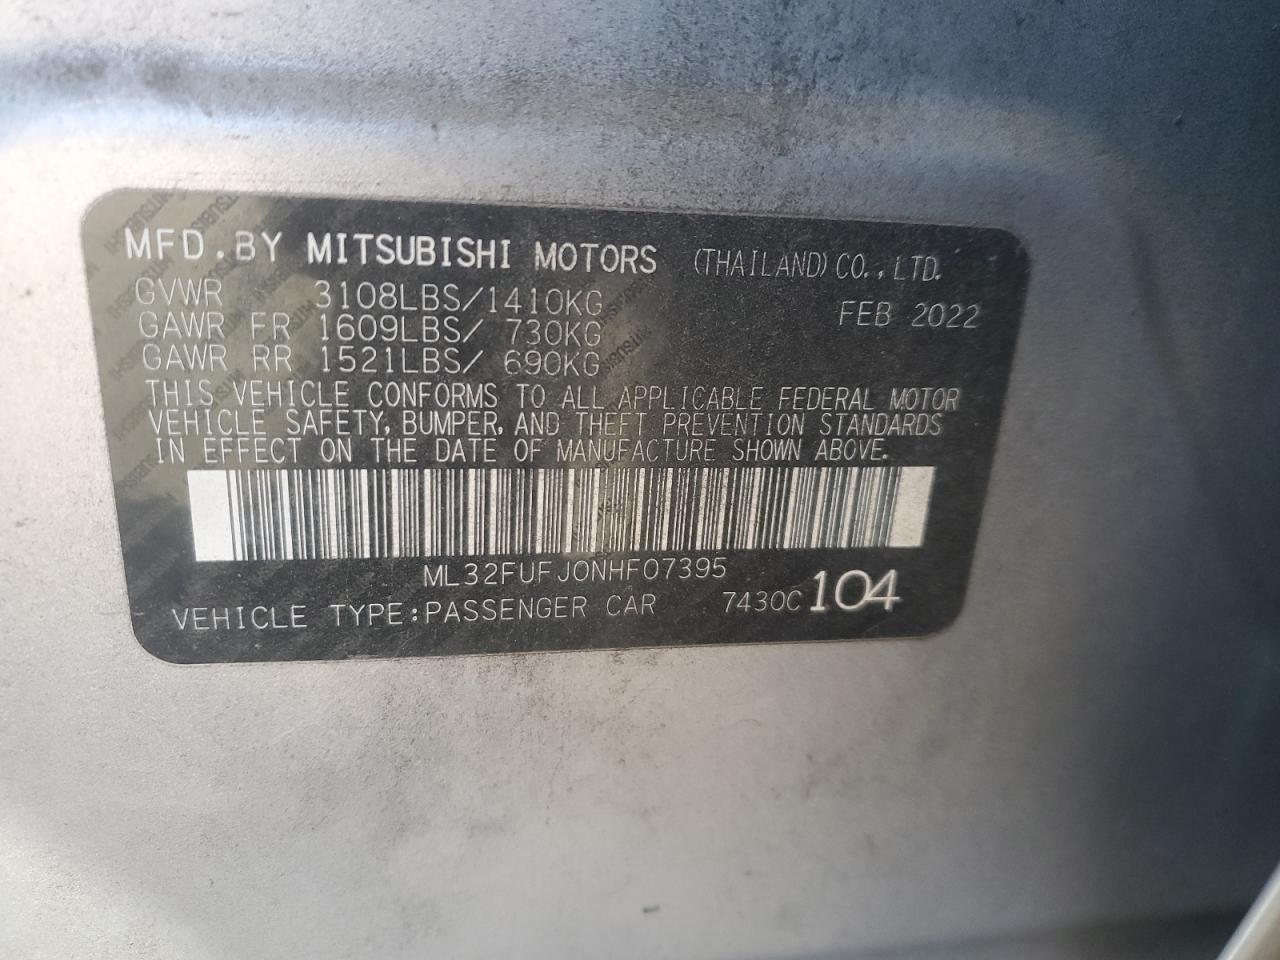 MFD. BY MITSUBISHI MOTORS (THAILAND) CO., LTD.
GVWR 3108LBS/1410KG FEB 2022
GAWR FR 1609LBS/ 730KG
GAWR RR 1521LBS/ 690KG
THIS VEHICLE CONFORMS TO ALL APPLICABLE FEDERAL MOTOR
VEHICLE SAFETY, BUMPER, AND THEFT PREVENTION STANDARDS
IN EFFECT ON THE DATE OF MANUFACTURE SHOWN ABOVE.
ML32FUFJ0NHF07395
VEHICLE TYPE:PASSENGER CAR 7430C 104